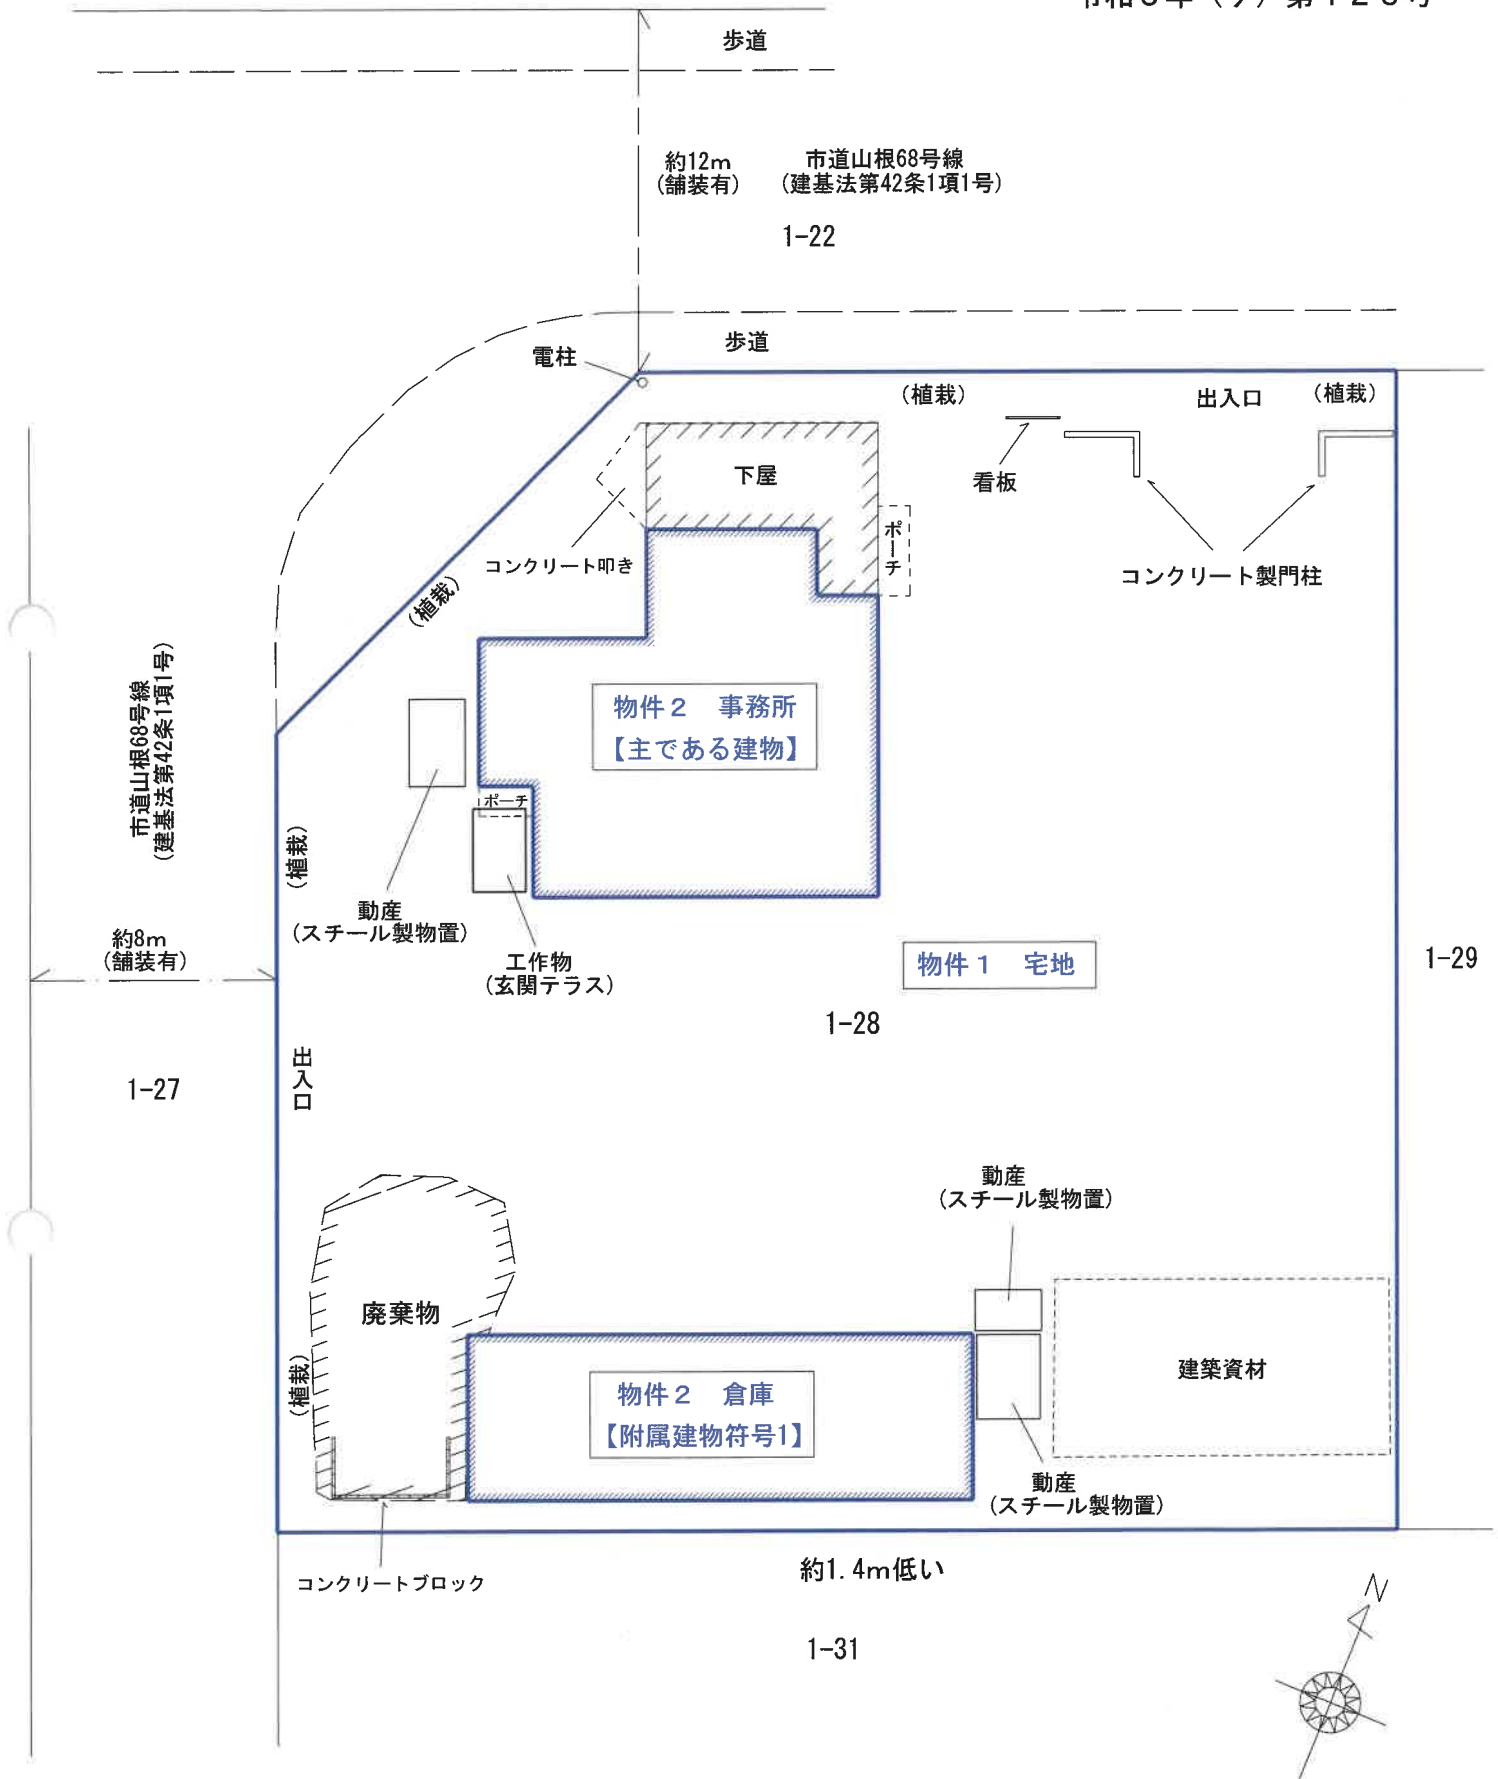 歩道
約12m
(舗装有)
市道山根68号線
(建基法第42条1項1号)
1-22
歩道
電柱
(植栽)
出入口
(植栽)
看板
下屋
ポーチ
コンクリート叩き
コンクリート製門柱
(植栽)
市道山根68号線
(建基法第42条1項1号)
物件2 事務所
【主である建物】
ポーチ
(植栽)
動産
(スチール製物置)
工作物
(玄関テラス)
約8m
(舗装有)
物件1 宅地
1-29
1-28
出入口
1-27
動産
(スチール製物置)
廃棄物
(植栽)
物件2 倉庫
【附属建物符号1】
建築資材
動産
(スチール製物置)
コンクリートブロック
約1.4m低い
1-31
N